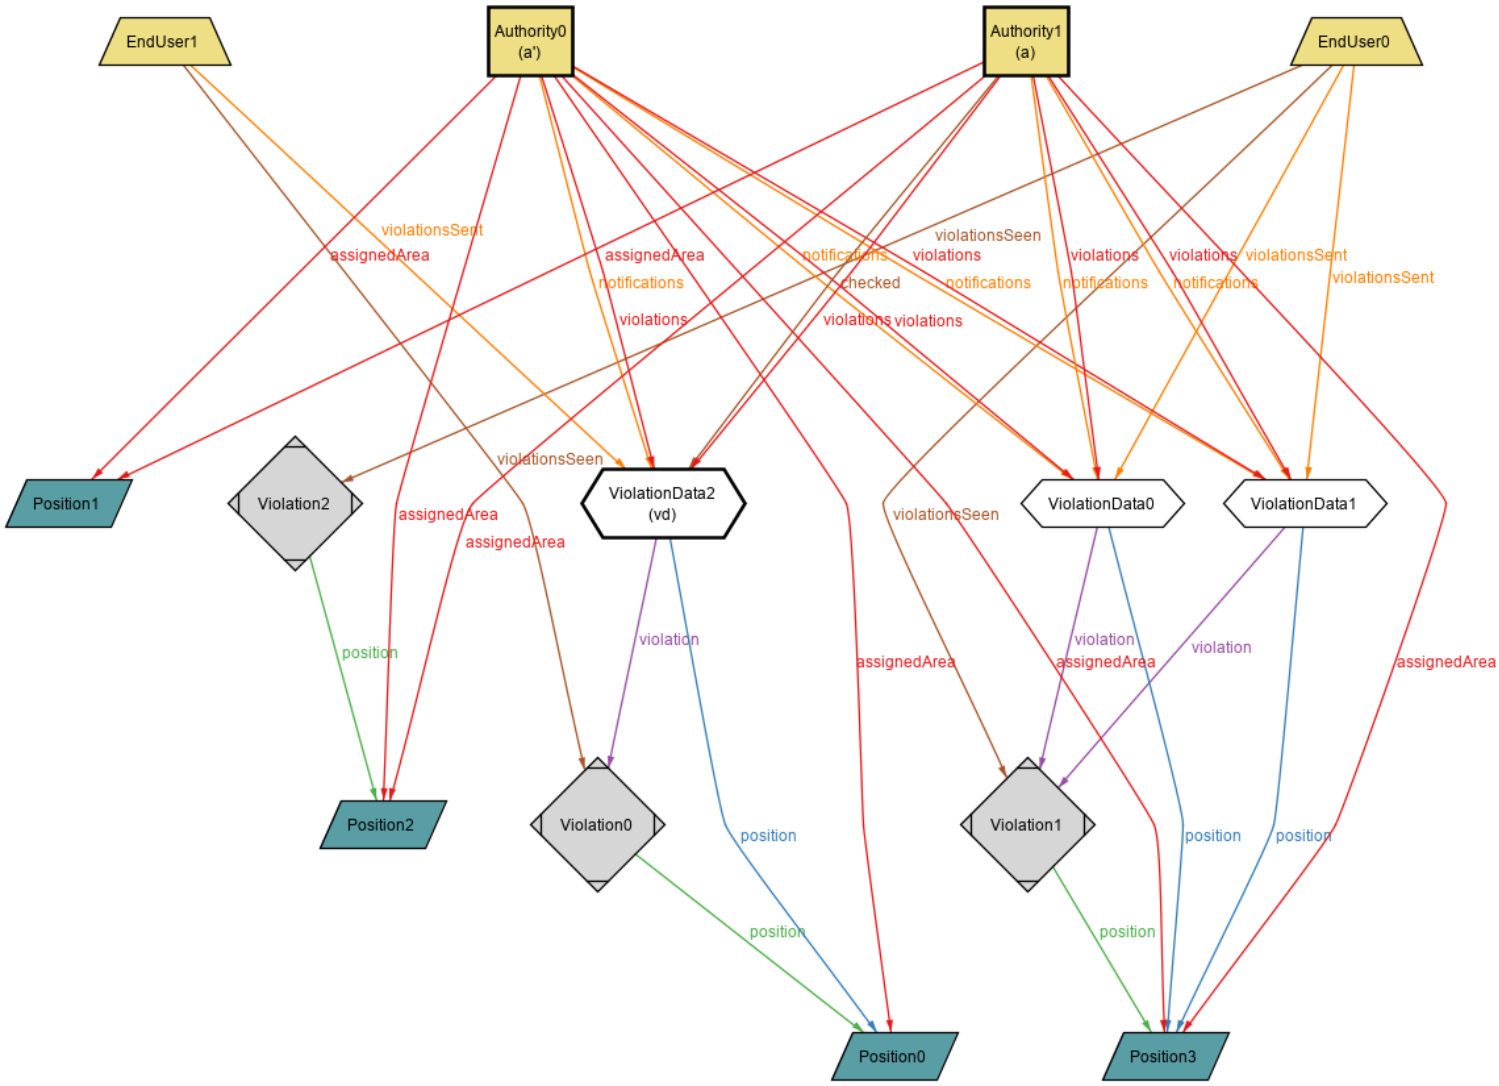 EndUser1
Authority0
(a')
Authority1
(a)
EndUser0
violationsSent
violationsSeen
assignedArea
assignedArea
notifications
violations
violations
violationsSent
notifications
checked
notifications
notifications
notifications
violationsSent
violations
violations
violations
violationsSeen
Position1
Violation2
ViolationData2
(vd)
ViolationData0
ViolationData1
assignedArea
violationsSeen
assignedArea
position
violation
violation
violation
assignedArea
assignedArea
assignedArea
Position2
Violation0
Violation1
position
position
position
position
position
Position0
Position3